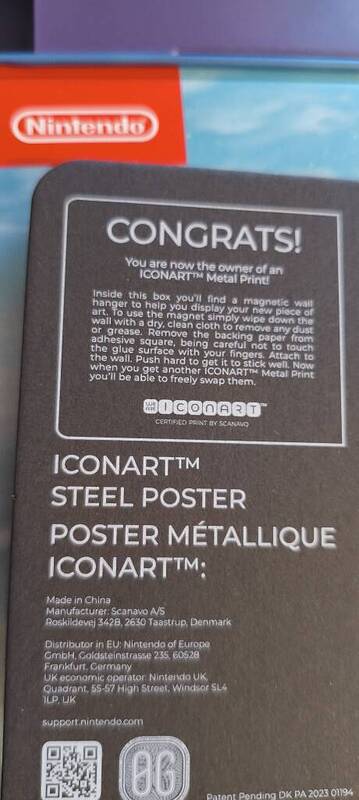 Nintendo
CONGRATS!
You are now the owner of an
ICONART™ Metal Print!
Inside this box you'll find a magnetic wall
hanger to help you display your new piece of
art. To use the magnet simply wipe down the
wall with a dry, clean cloth to remove any dust
or grease. Remove the backing paper from
adhesive square, being careful not to touch
the glue surface with your fingers. Attach to
the wall. Push hard to get it to stick well. Now
when you get another ICONART™ Metal Print
you'll be able to freely swap them.
WE ARE ICONART™
CERTIFIED PRINT BY SCANAVO
ICONART™
STEEL POSTER
POSTER MÉTALLIQUE
ICONART™:
Made in China
Manufacturer: Scanavo A/S
Roskildevej 342B, 2630 Taastrup, Denmark
Distributor in EU: Nintendo of Europe
GmbH, Goldsteinstrasse 235, 60528
Frankfurt, Germany
UK economic operator: Nintendo UK,
Quadrant, 55-57 High Street, Windsor SL4
1LP, UK
support.nintendo.com
Patent Pending DK PA 2023 01194